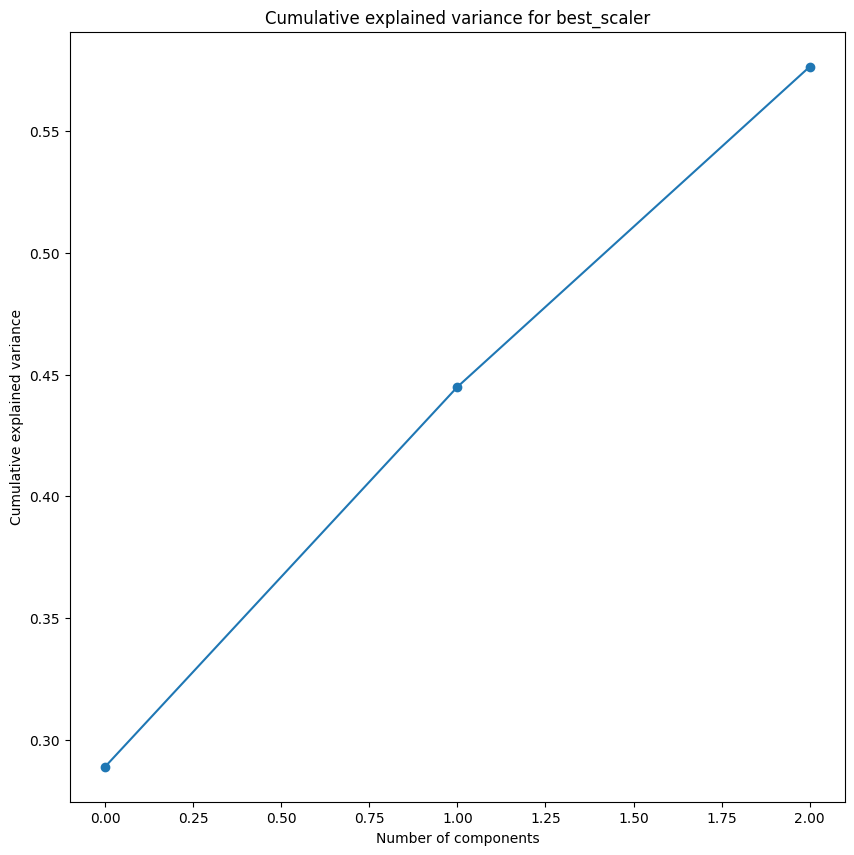 Cumulative explained variance for best_scaler
Cumulative explained variance
0.55
0.50
0.45
0.40
0.35
0.30
0.00 0.25 0.50 0.75 1.00 1.25 1.50 1.75 2.00
Number of components